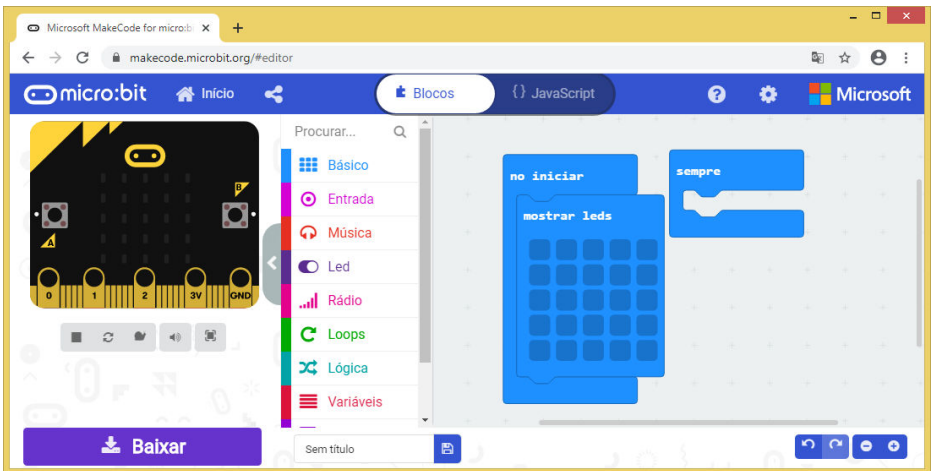 Microsoft MakeCode for micro:b
makecode.microbit.org/#editor
micro:bit
Início
Blocos
{} JavaScript
?
Microsoft
B
A
0 1 2 3V GND
Baixar
Procurar...
Básico
Entrada
Música
Led
Rádio
Loops
Lógica
Variáveis
no iniciar
mostrar leds
sempre
Sem título